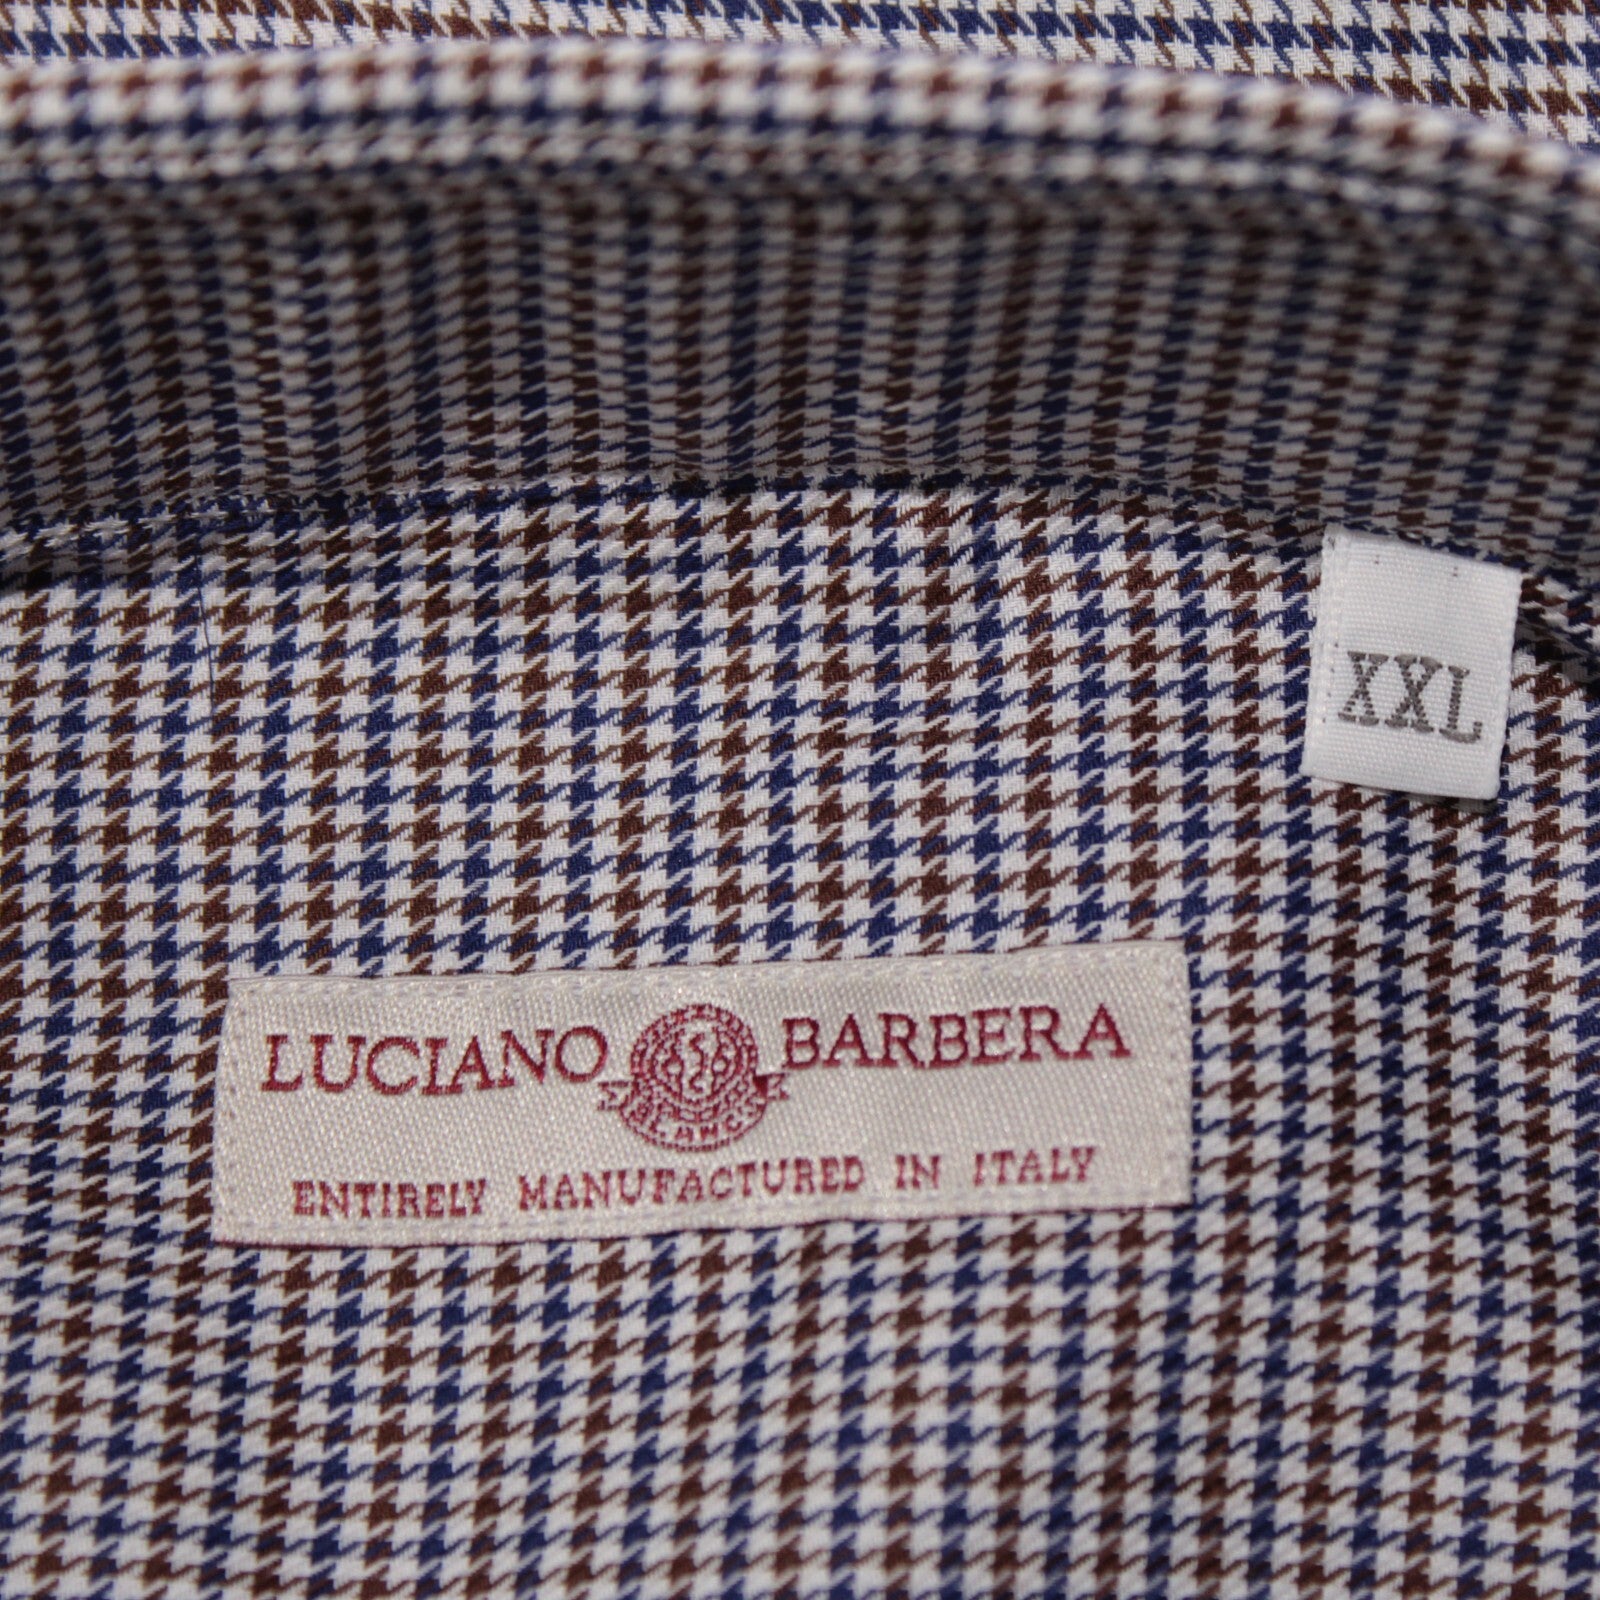 XXL
LUCIANO BARBERA
ENTIRELY MANUFACTURED IN ITALY